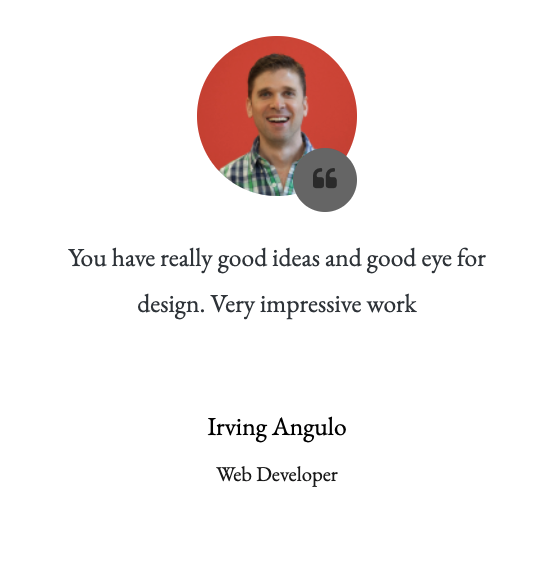 You have really good ideas and good eye for
design. Very impressive work
Irving Angulo
Web Developer